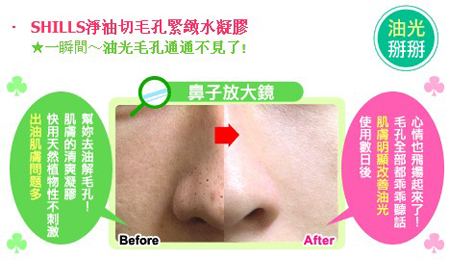 · SHILLS淨油切毛孔緊緻水凝膠
★一瞬間～油光毛孔通通不見了!
油光
掰掰
鼻子放大鏡
出油肌膚問題多
快用天然植物性不刺激
肌膚的清爽凝膠
幫妳去油解毛孔！
使用數日後
肌膚明顯改善油光
毛孔全部都乖乖聽話
心情也飛揚起來了！
Before
After